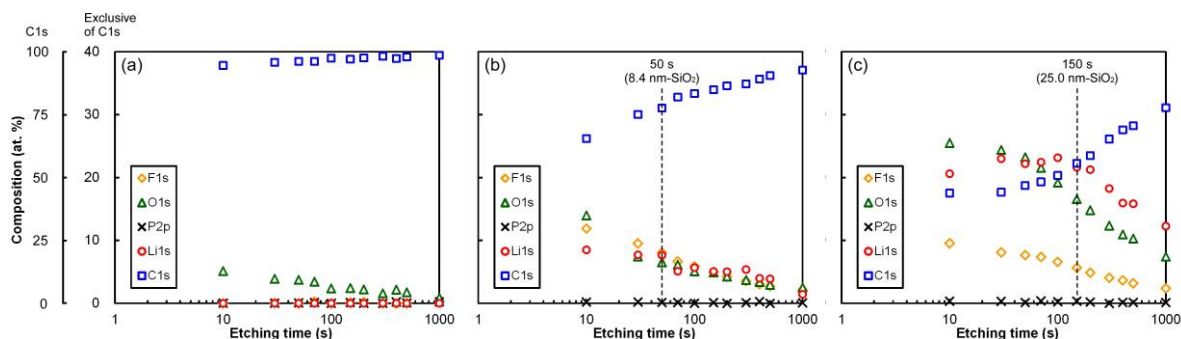 C1s
Exclusive
of C1s
Composition (at. %)
100
75
50
25
0
40
30
20
10
0
(a)
F1s
O1s
P2p
Li1s
C1s
1
10
100
1000
Etching time (s)
(b)
50 s
(8.4 nm-SiO₂)
F1s
O1s
P2p
Li1s
C1s
1
10
100
1000
Etching time (s)
(c)
150 s
(25.0 nm-SiO₂)
F1s
O1s
P2p
Li1s
C1s
1
10
100
1000
Etching time (s)